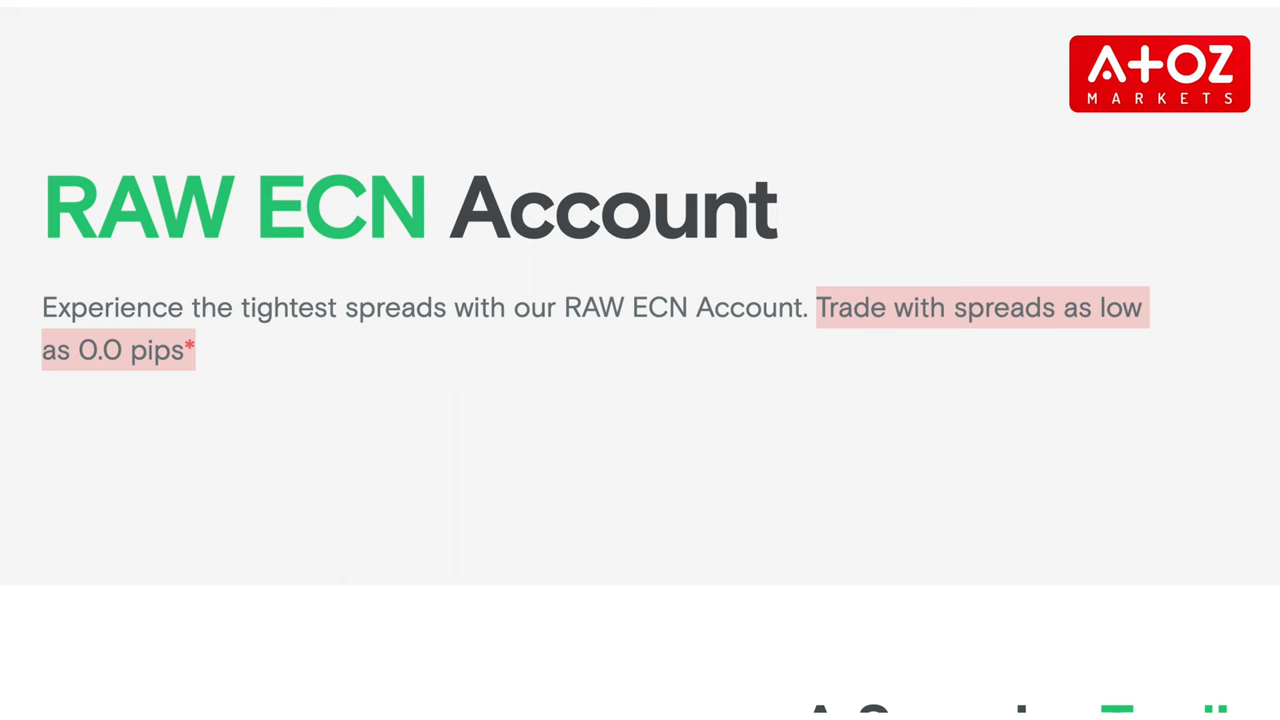 A+OZ
MARKETS
RAW ECN Account
Experience the tightest spreads with our RAW ECN Account. Trade with spreads as low
as 0.0 pips*